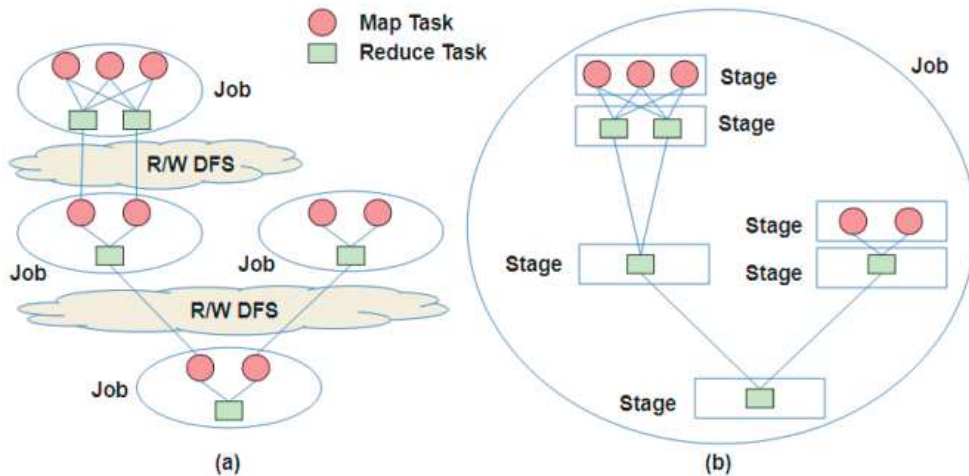 Map Task
Reduce Task
Job
R/W DFS
Job
Job
R/W DFS
Job
(a)
Job
Stage
Stage
Stage
Stage
Stage
Stage
(b)